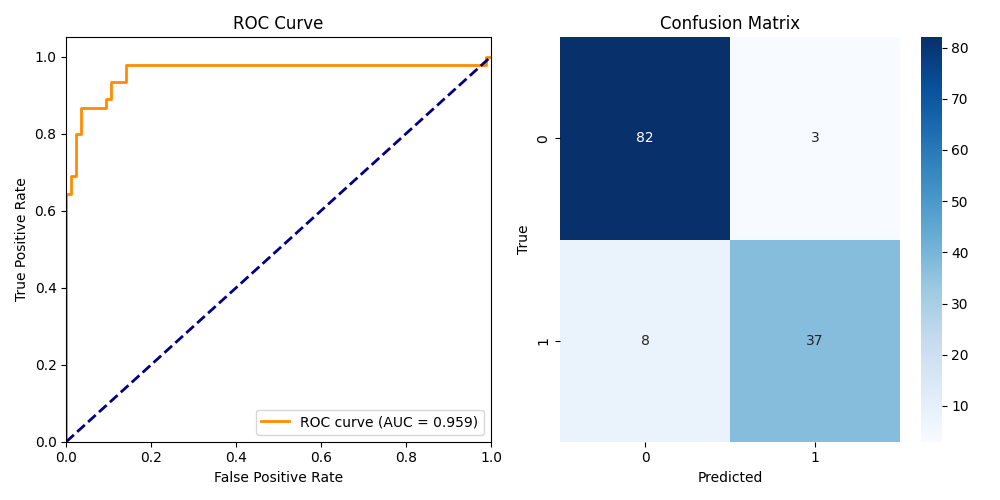 ROC Curve
1.0
0.8
0.6
0.4
0.2
0.0
True Positive Rate
0.0 0.2 0.4 0.6 0.8 1.0
False Positive Rate
ROC curve (AUC = 0.959)
Confusion Matrix
0
1
True
82 3
8 37
0 1
Predicted
80
70
60
50
40
30
20
10